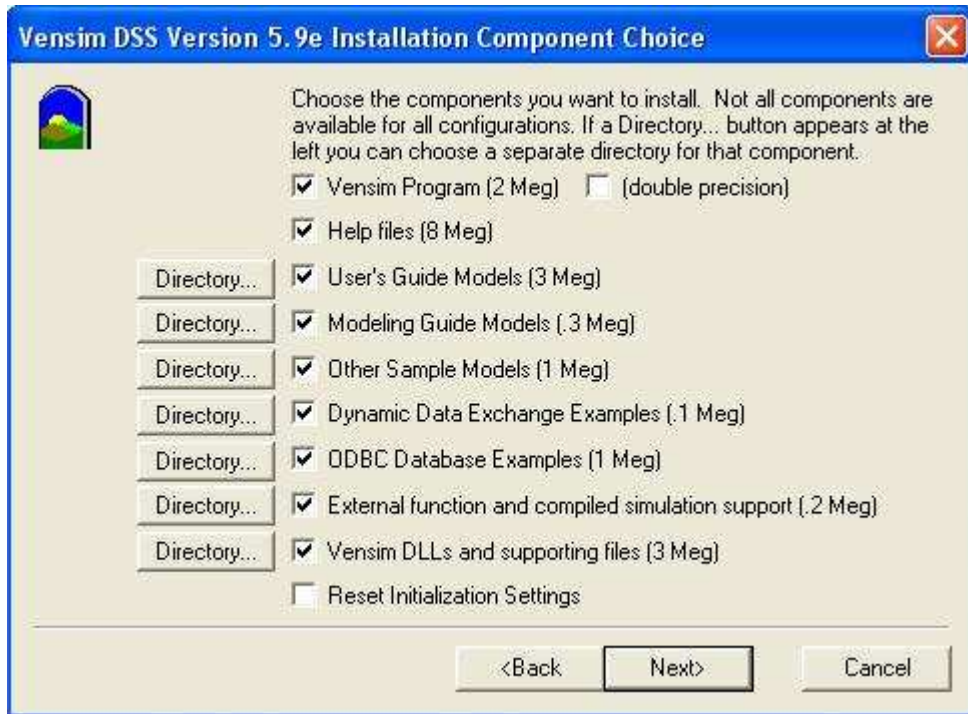 Vensim DSS Version 5.9e Installation Component Choice
Choose the components you want to install. Not all components are
available for all configurations. If a Directory... button appears at the
left you can choose a separate directory for that component.
Vensim Program (2 Meg) (double precision)
Help files (8 Meg)
Directory... User's Guide Models (3 Meg)
Directory... Modeling Guide Models (.3 Meg)
Directory... Other Sample Models (1 Meg)
Directory... Dynamic Data Exchange Examples (.1 Meg)
Directory... ODBC Database Examples (1 Meg)
Directory... External function and compiled simulation support (.2 Meg)
Directory... Vensim DLLs and supporting files (3 Meg)
Reset Initialization Settings
<Back Next> Cancel